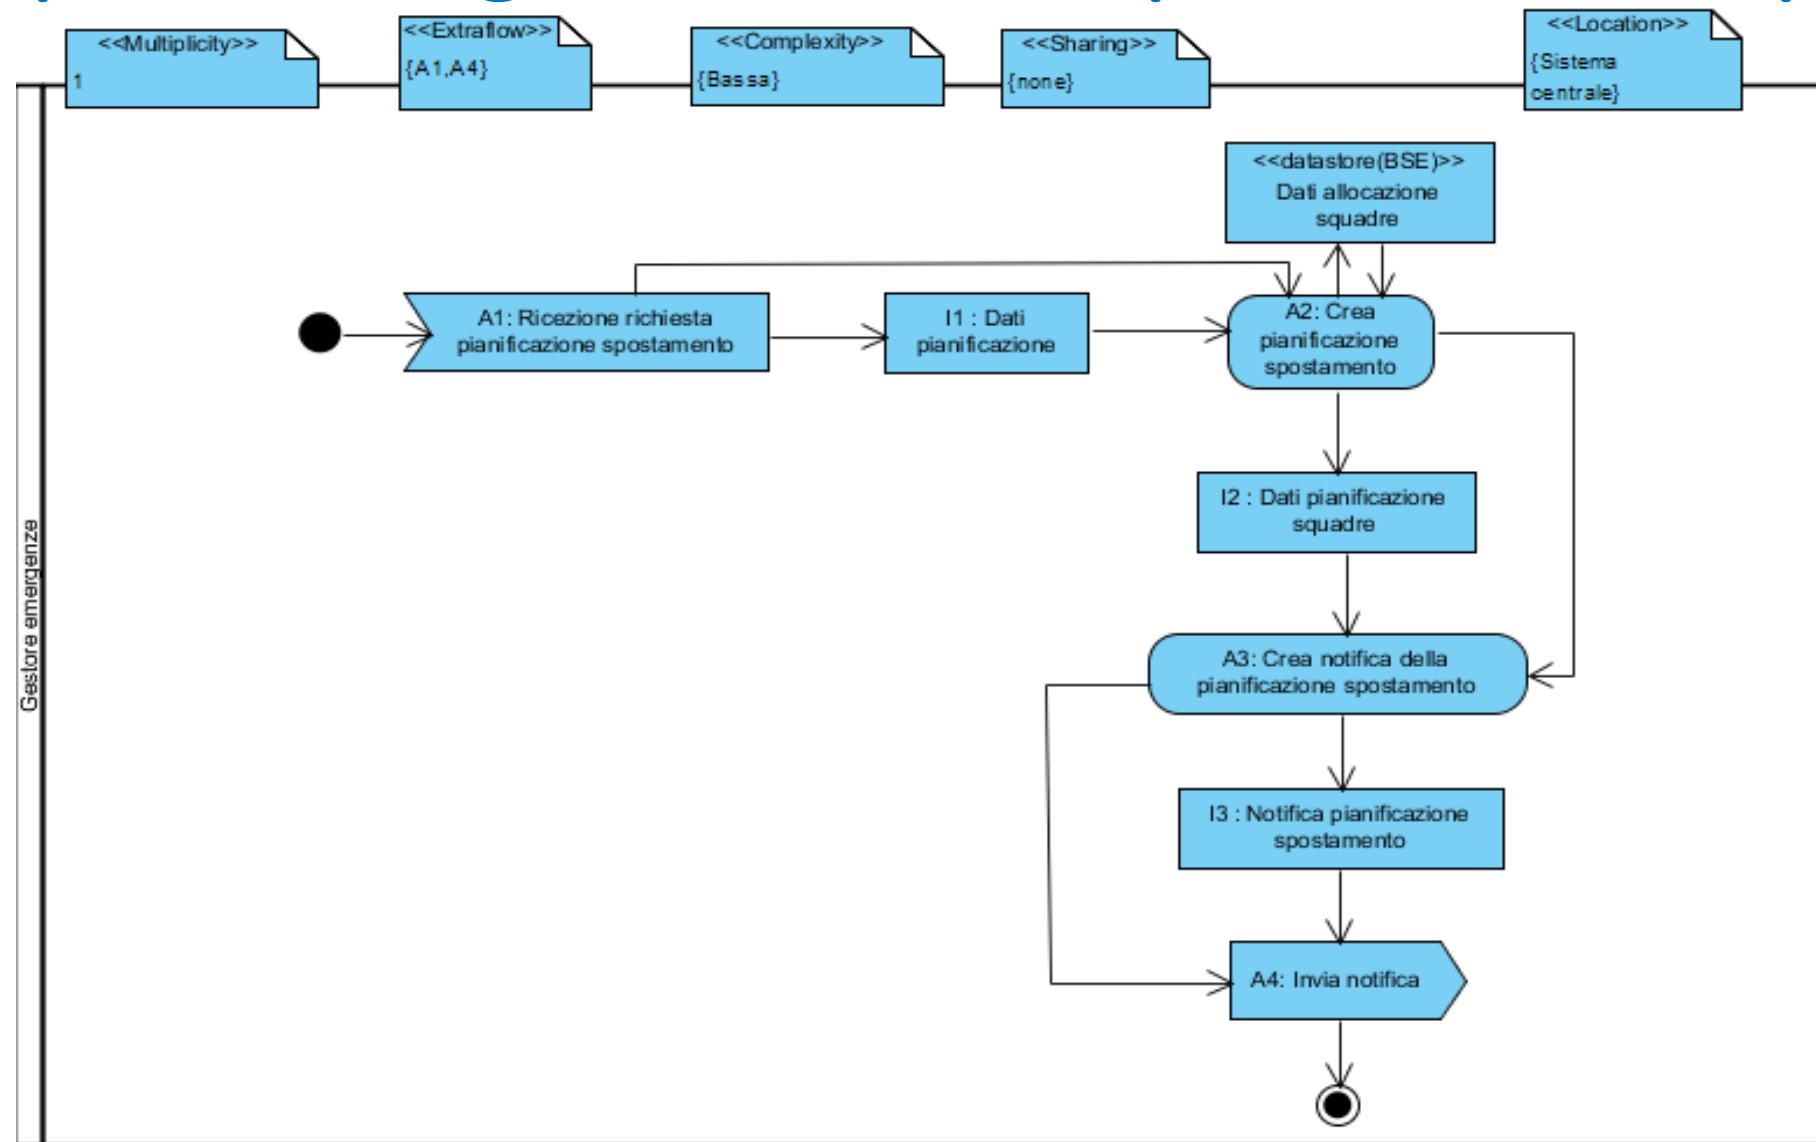 <<Multiplicity>>
1
<<Extraflow>>
{A1,A4}
<<Complexity>>
{Bassa}
<<Sharing>>
{none}
<<Location>>
{Sistema
centrale}
<<datastore(BSE)>>
Dati allocazione
squadre
A1: Ricezione richiesta
pianificazione spostamento
I1 : Dati
pianificazione
A2: Crea
pianificazione
spostamento
I2 : Dati pianificazione
squadre
Gestore emergenze
A3: Crea notifica della
pianificazione spostamento
I3 : Notifica pianificazione
spostamento
A4: Invia notifica